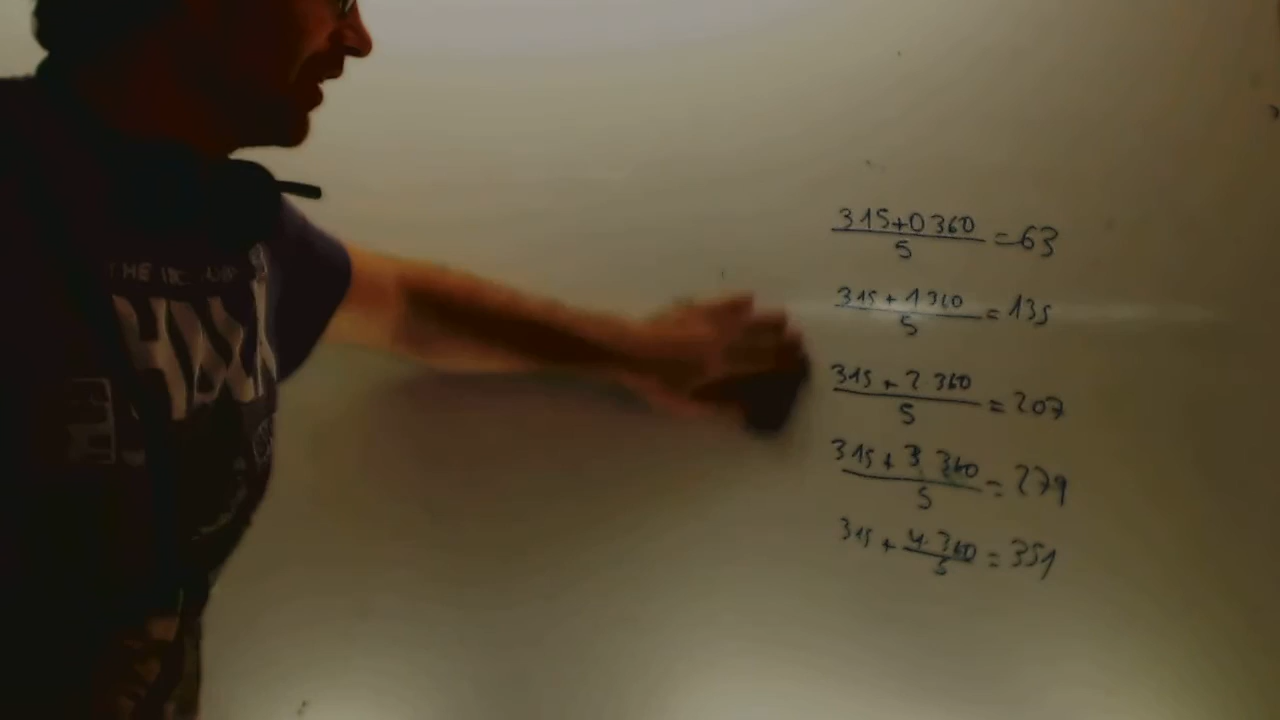 THE
315+0 360
5
=63
315 + 1 360
5
= 135
315 + 2 360
5
= 207
315 + 3 360
5
= 279
315 + 4 360
5
= 351